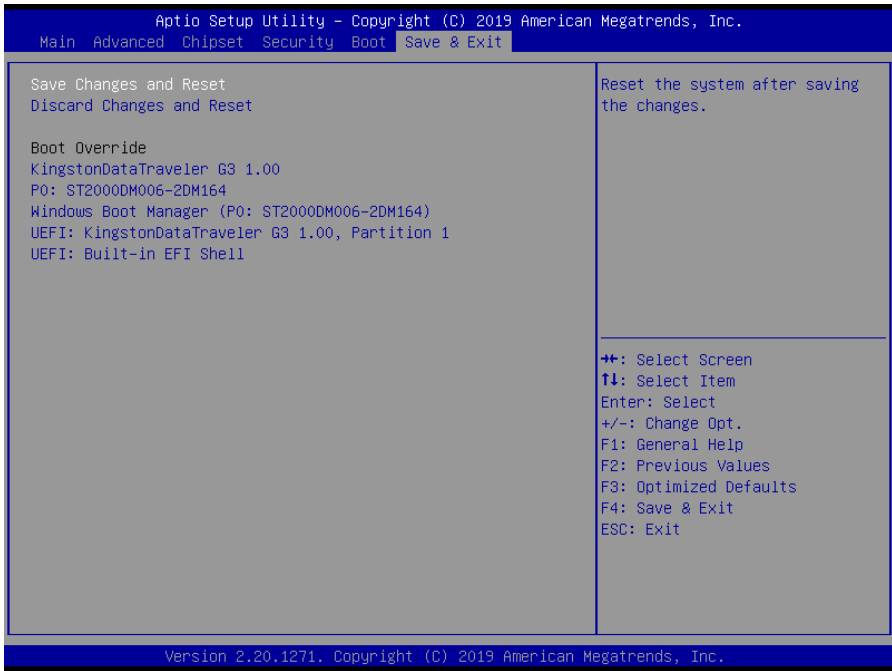 Aptio Setup Utility – Copyright (C) 2019 American Megatrends, Inc.
Main Advanced Chipset Security Boot Save & Exit
Save Changes and Reset
Discard Changes and Reset
Boot Override
KingstonDataTraveler G3 1.00
P0: ST2000DM006-2DM164
Windows Boot Manager (P0: ST2000DM006-2DM164)
UEFI: KingstonDataTraveler G3 1.00, Partition 1
UEFI: Built-in EFI Shell
Reset the system after saving
the changes.
→←: Select Screen
↑↓: Select Item
Enter: Select
+/-: Change Opt.
F1: General Help
F2: Previous Values
F3: Optimized Defaults
F4: Save & Exit
ESC: Exit
Version 2.20.1271. Copyright (C) 2019 American Megatrends, Inc.